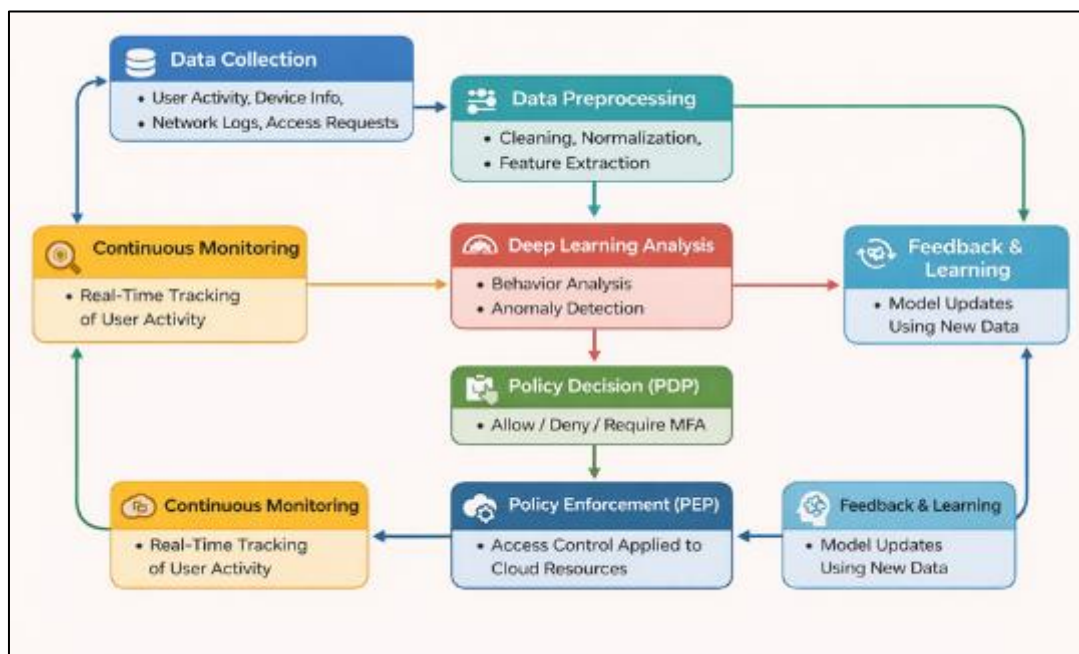 Data Collection
• User Activity, Device Info,
• Network Logs, Access Requests
Data Preprocessing
• Cleaning, Normalization,
• Feature Extraction
Continuous Monitoring
• Real-Time Tracking
of User Activity
Deep Learning Analysis
• Behavior Analysis
• Anomaly Detection
Feedback &
Learning
• Model Updates
Using New Data
Policy Decision (PDP)
• Allow / Deny / Require MFA
Continuous Monitoring
• Real-Time Tracking
of User Activity
Policy Enforcement (PEP)
• Access Control Applied to
Cloud Resources
Feedback & Learning
• Model Updates
Using New Data